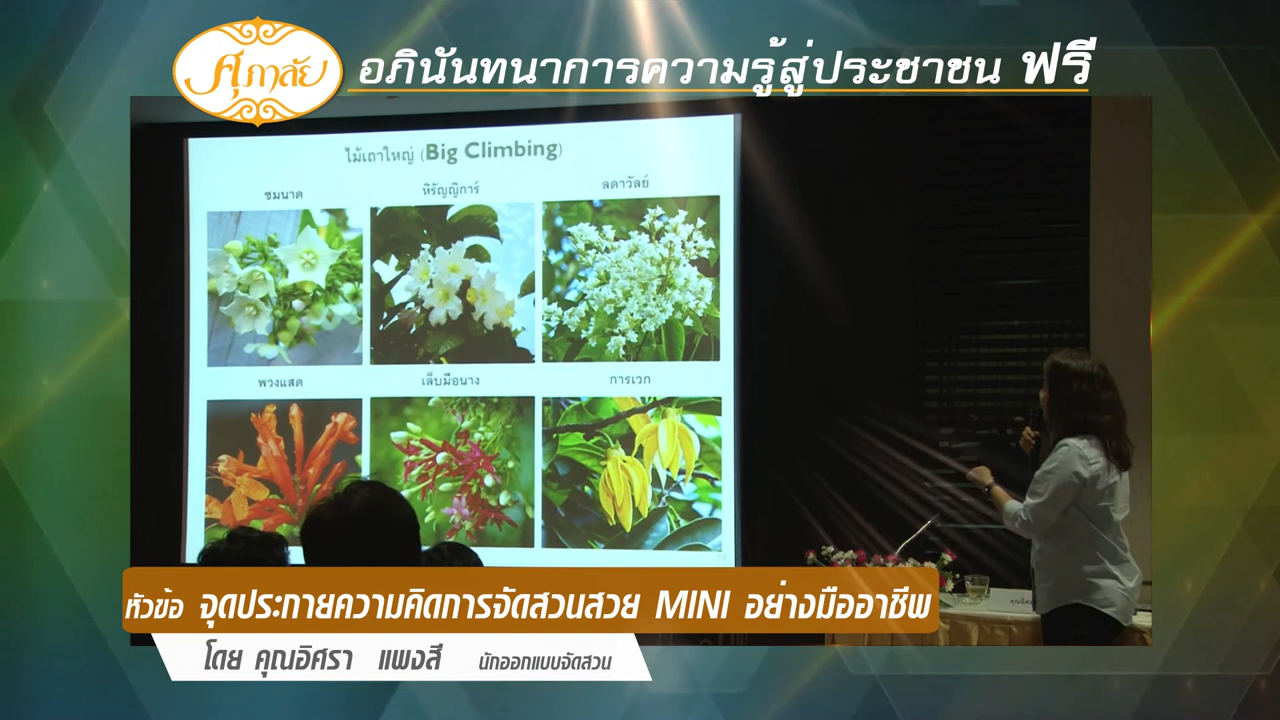 ศุภาลัย
อภินันทนาการความรู้สู่ประชาชน ฟรี
ไม้เถาใหญ่ (Big Climbing)
ชมนาด
หิรัญญิการ์
ลดาวัลย์
พวงแสด
เล็บมือนาง
การเวก
หัวข้อ จุดประกายความคิดการจัดสวนสวย MINI อย่างมืออาชีพ
โดย คุณอิศรา แพงสี นักออกแบบจัดสวน